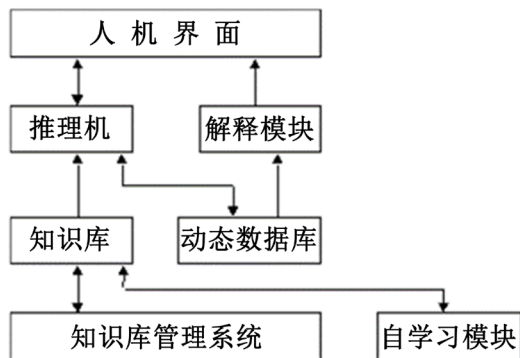 人机界面
推理机
解释模块
知识库
动态数据库
知识库管理系统
自学习模块